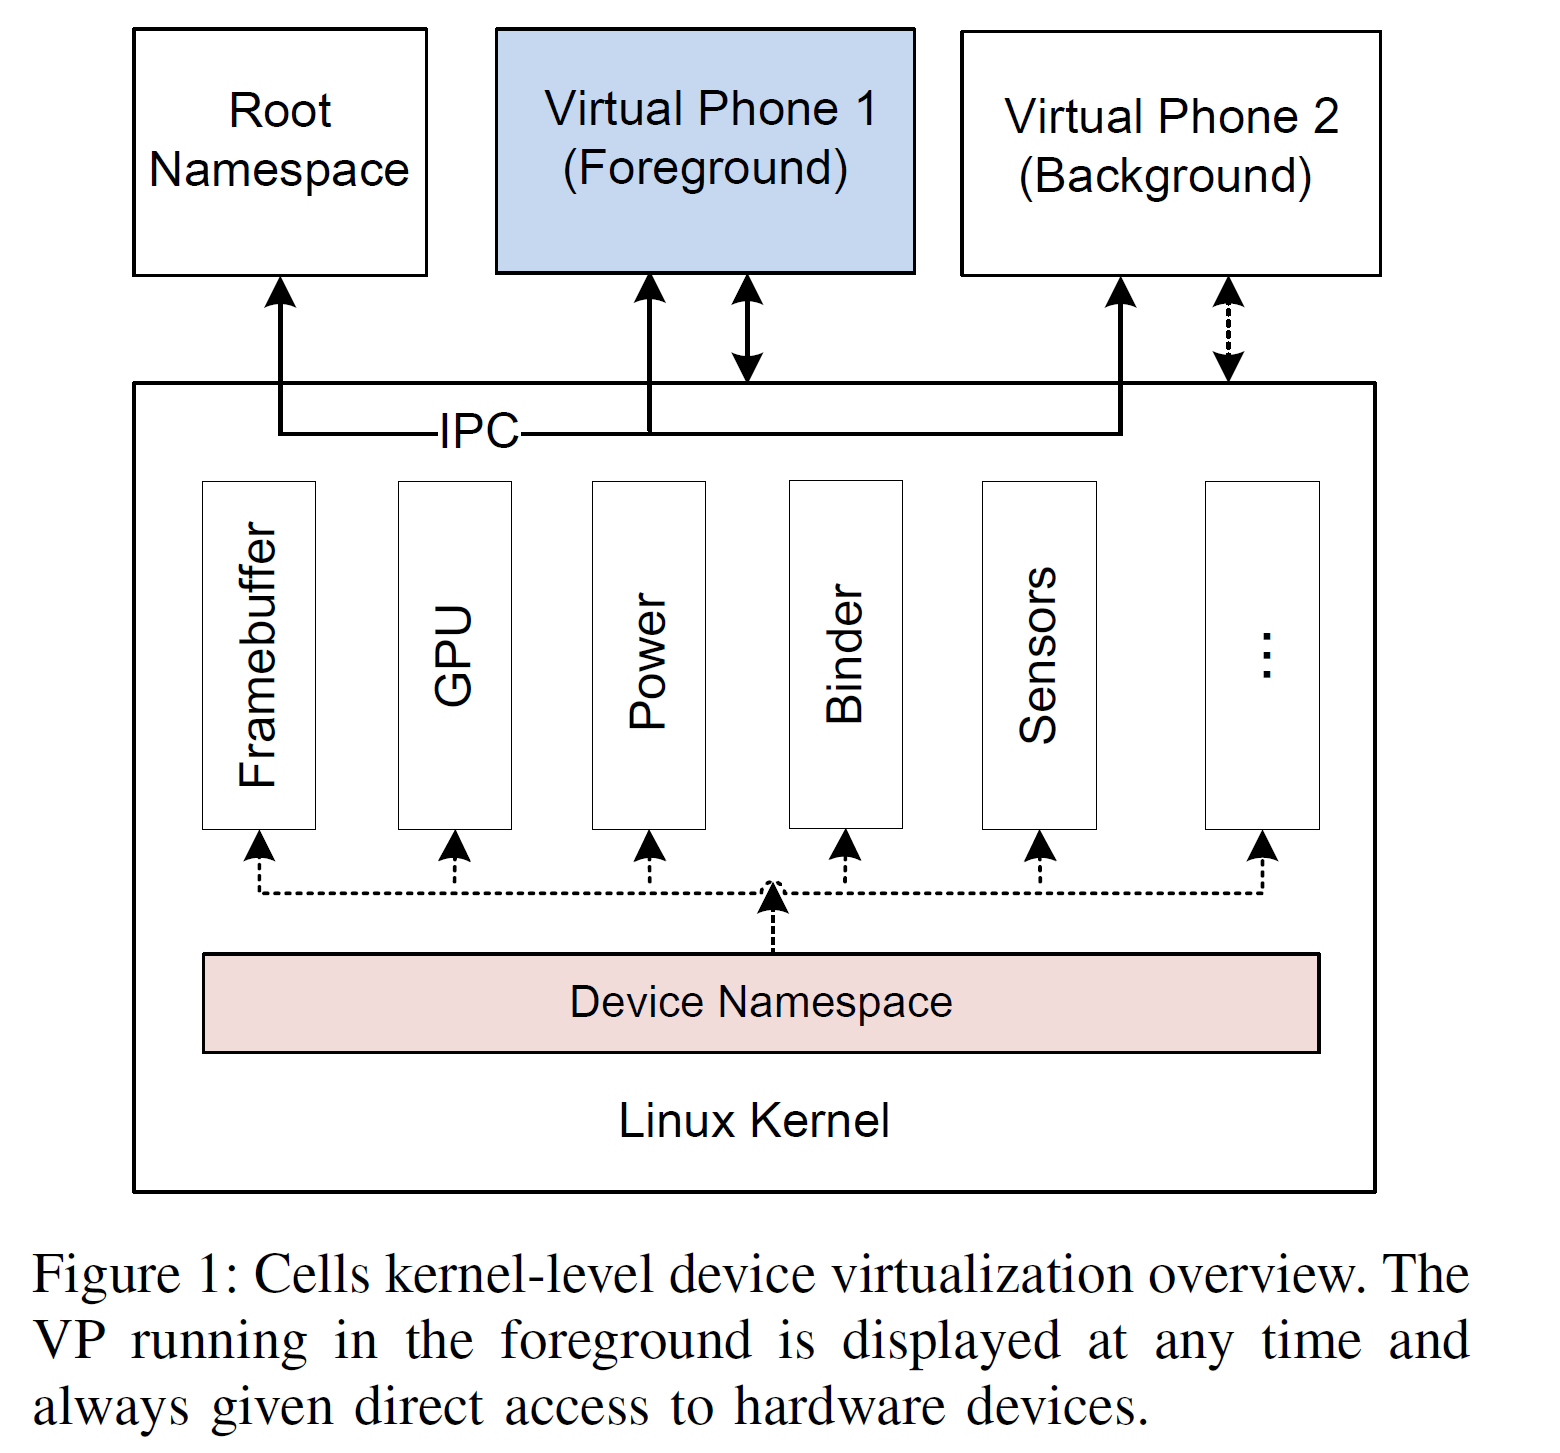 Root
Namespace
Virtual Phone 1
(Foreground)
Virtual Phone 2
(Background)
IPC
Framebuffer
GPU
Power
Binder
Sensors
...
Device Namespace
Linux Kernel
Figure 1: Cells kernel-level device virtualization overview. The
VP running in the foreground is displayed at any time and
always given direct access to hardware devices.